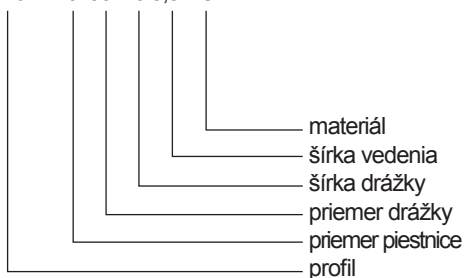 materiál
šírka vedenia
šírka drážky
priemer drážky
priemer piestnice
profil